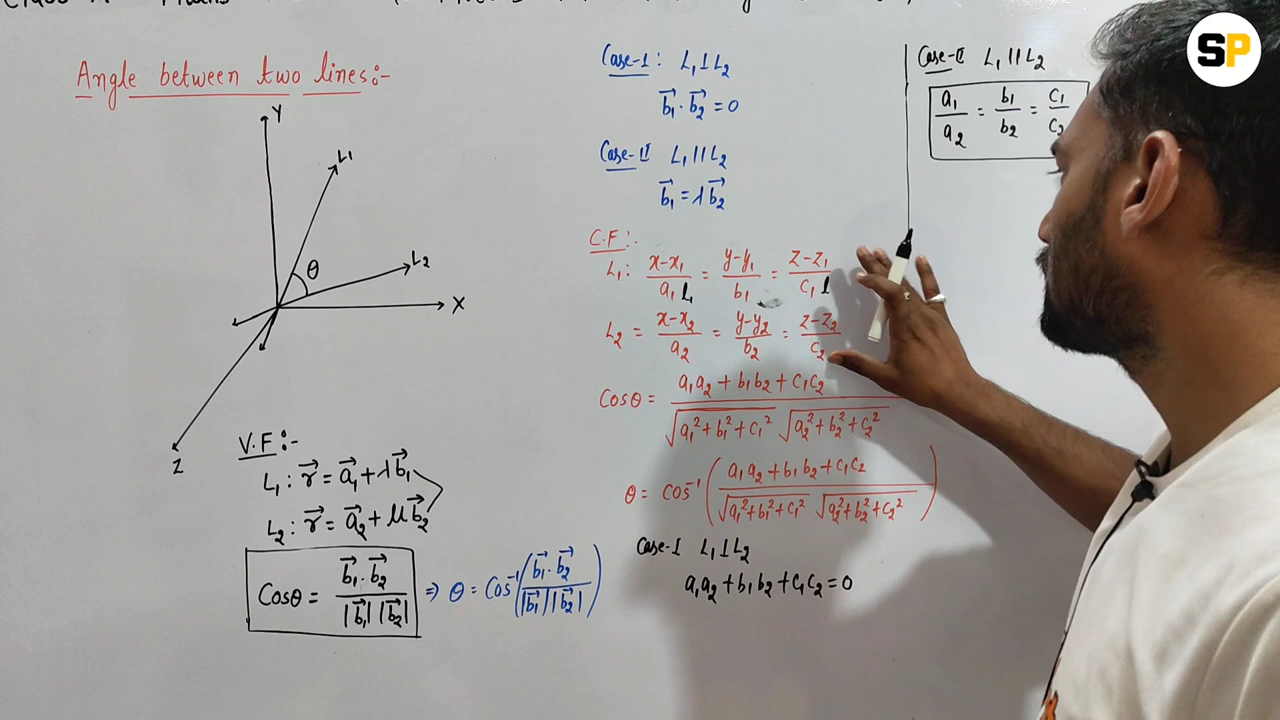 SP
Angle between two lines:-
Y
L1
θ
L2
X
Z
V.F:-
L₁ : r⃗ = a⃗₁ + λb⃗₁
L₂ : r⃗ = a⃗₂ + μb⃗₂
Cosθ = b⃗₁ · b⃗₂ / |b⃗₁| |b⃗₂| ⇒ θ = Cos⁻¹(b⃗₁ · b⃗₂ / |b⃗₁| |b⃗₂|)
Case-I : L₁ ⊥ L₂
b⃗₁ · b⃗₂ = 0
Case-II L₁ || L₂
b⃗₁ = λb⃗₂
C.F:-
L₁ : x-x₁ / a₁ = y-y₁ / b₁ = z-z₁ / c₁
L₂ = x-x₂ / a₂ = y-y₂ / b₂ = z-z₂ / c₂
Cosθ = a₁a₂ + b₁b₂ + c₁c₂ / √a₁²+b₁²+c₁² √a₂²+b₂²+c₂²
θ = Cos⁻¹(a₁a₂ + b₁b₂ + c₁c₂ / √a₁²+b₁²+c₁² √a₂²+b₂²+c₂²)
Case-I L₁ ⊥ L₂
a₁a₂ + b₁b₂ + c₁c₂ = 0
Case-II L₁ || L₂
a₁/a₂ = b₁/b₂ = c₁/c₂